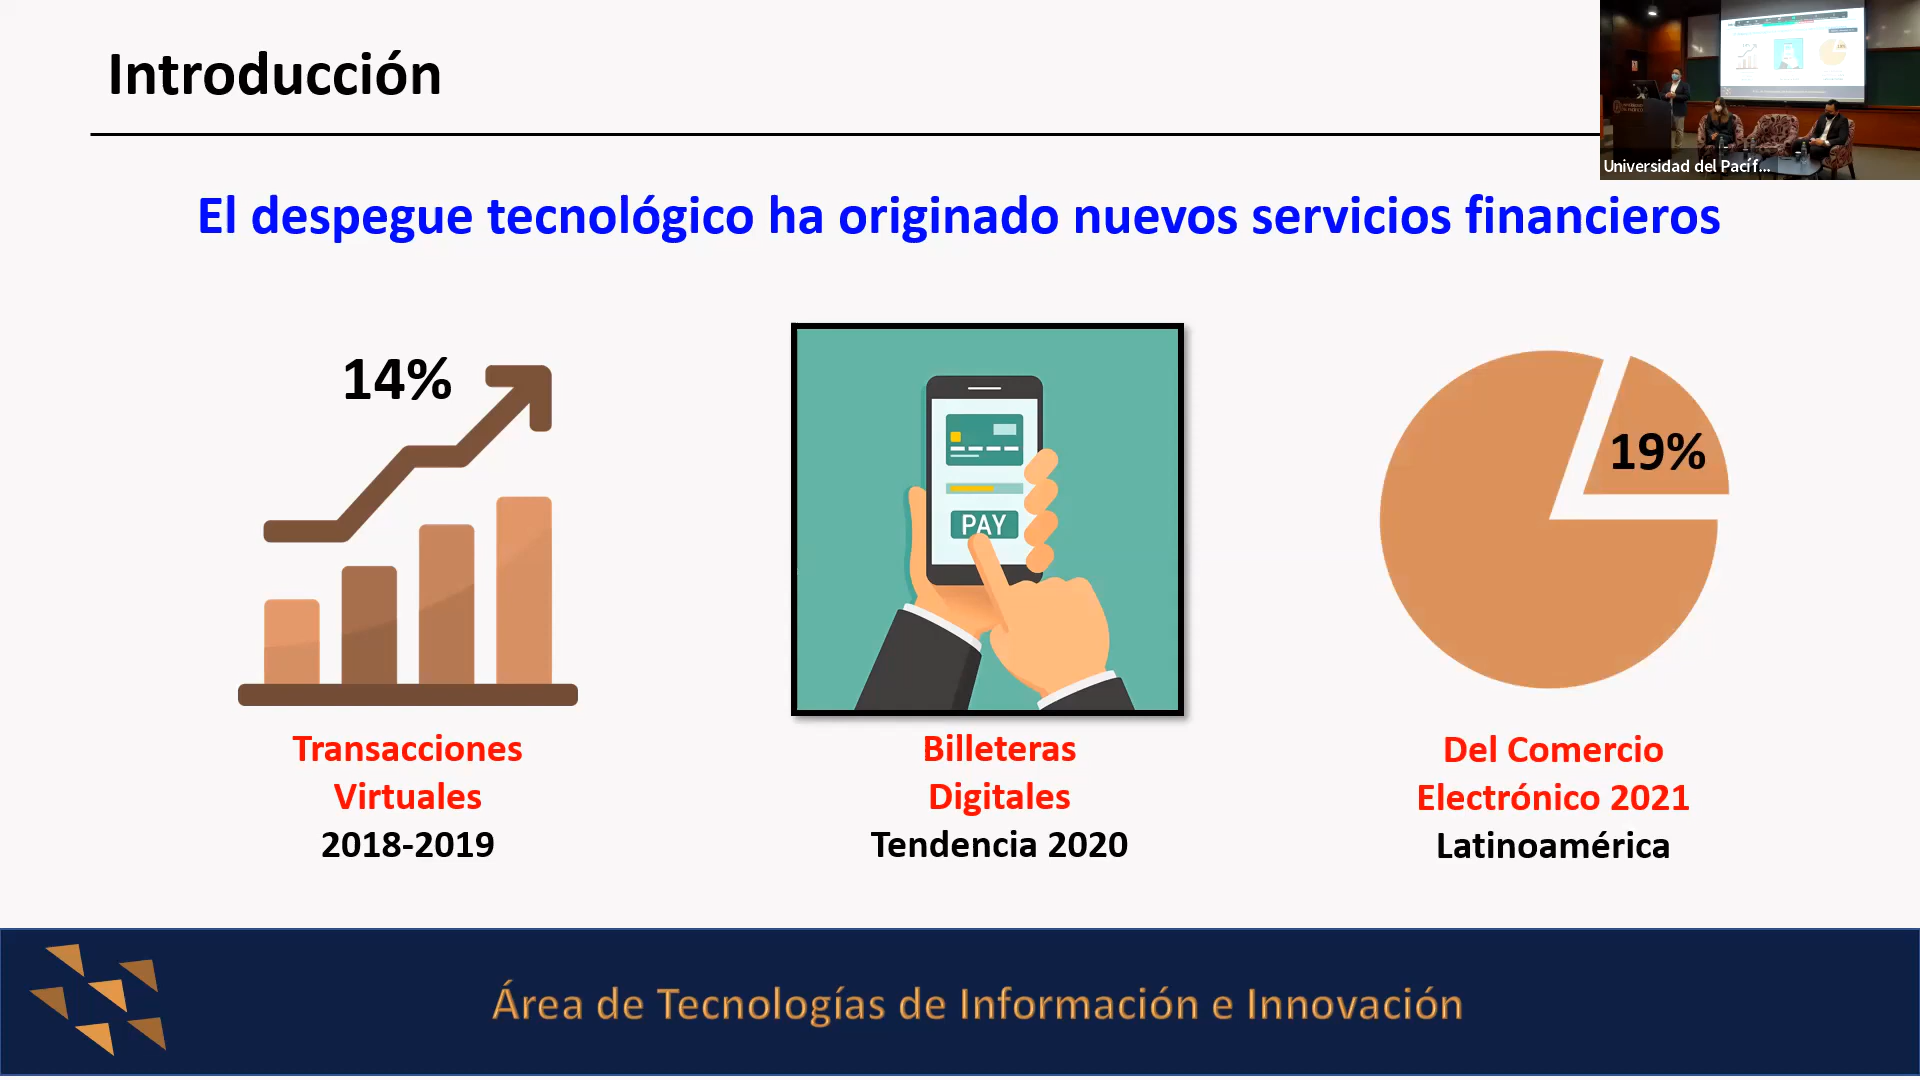 Introducción
Universidad del Pacíf...
El despegue tecnológico ha originado nuevos servicios financieros
14%
PAY
19%
Transacciones
Virtuales
2018-2019
Billeteras
Digitales
Tendencia 2020
Del Comercio
Electrónico 2021
Latinoamérica
Área de Tecnologías de Información e Innovación